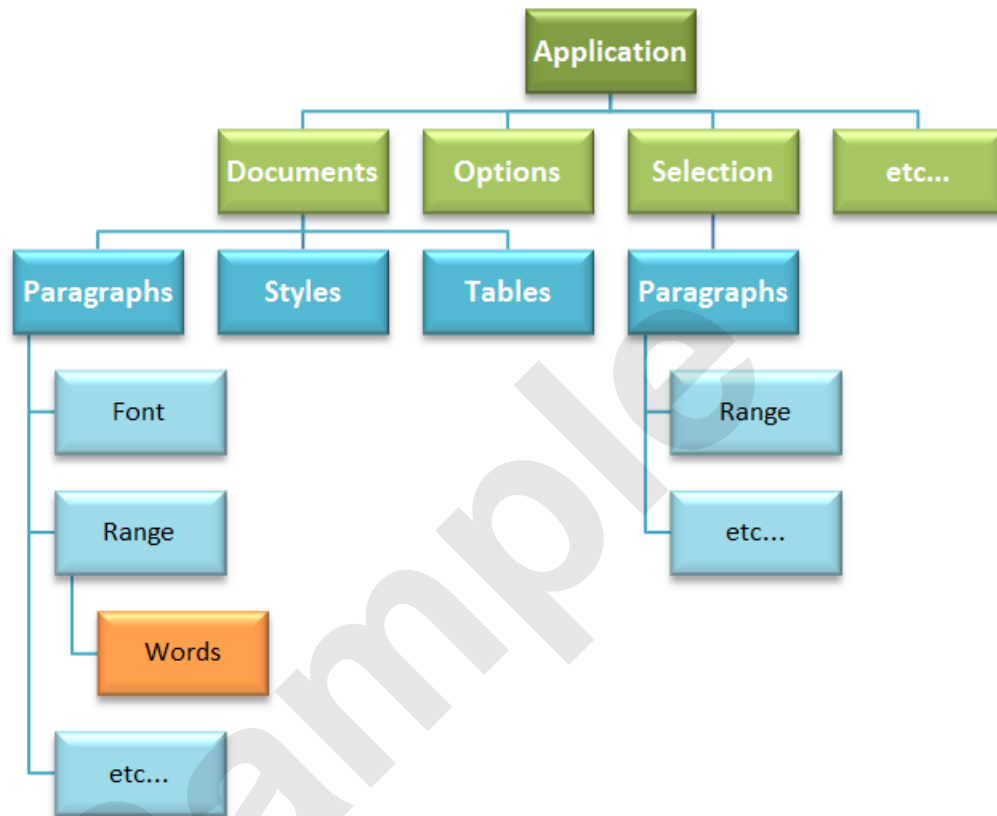 Application
Documents
Options
Selection
etc...
Paragraphs
Styles
Tables
Paragraphs
Font
Range
Range
etc...
Words
etc...
Sample